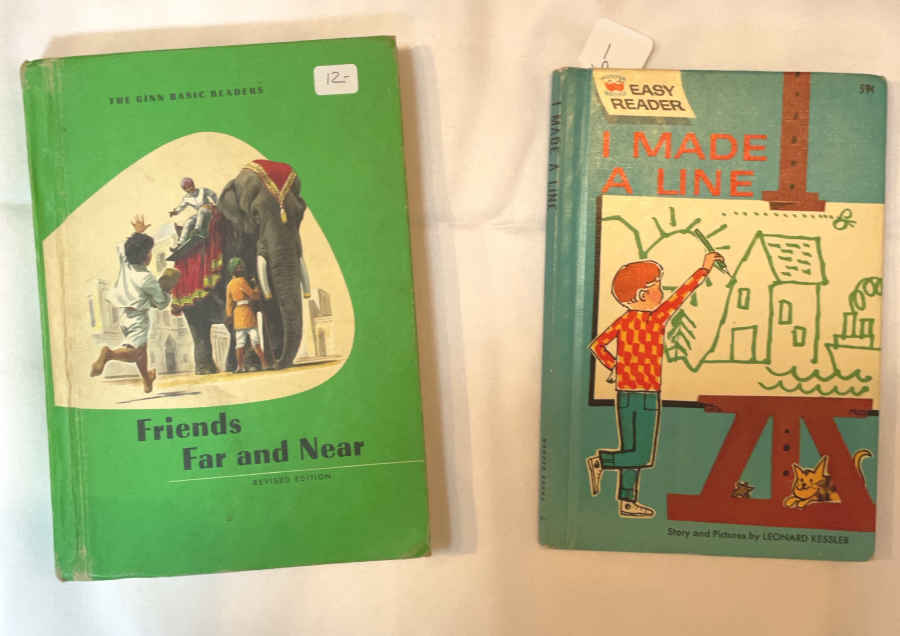 THE GINN BASIC READERS
12-
Friends
Far and Near
REVISED EDITION
EASY
READER
59¢
I MADE
A LINE
I MADE A LINE
Story and Pictures by LEONARD KESSLER